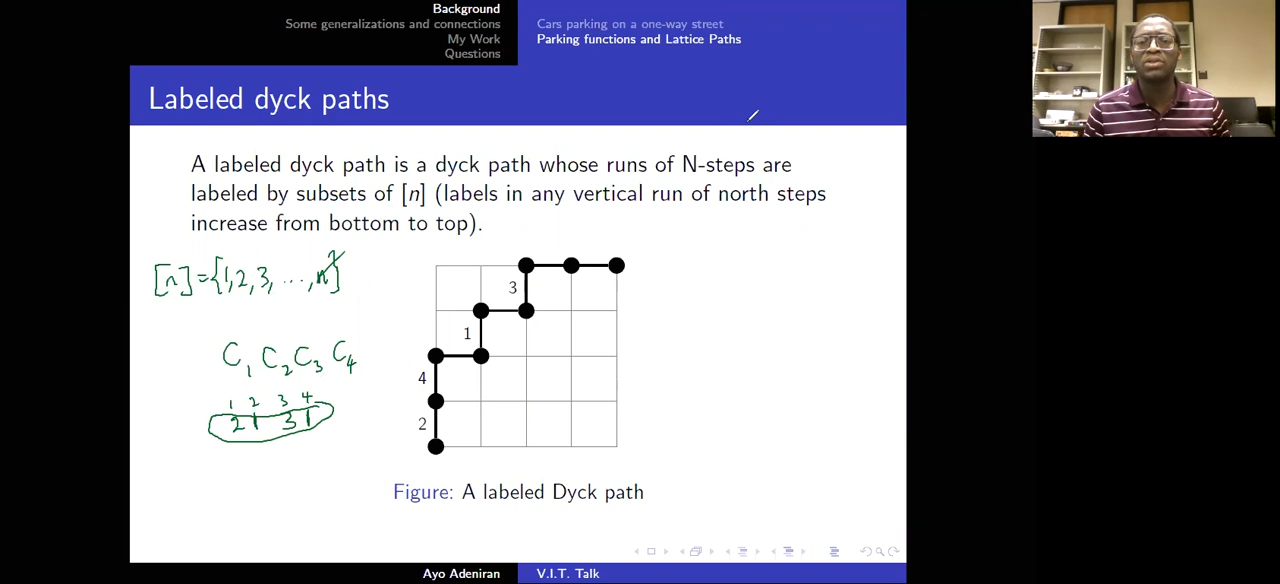 Background
Some generalizations and connections
My Work
Questions
Cars parking on a one-way street
Parking functions and Lattice Paths
Labeled dyck paths
A labeled dyck path is a dyck path whose runs of N-steps are
labeled by subsets of [n] (labels in any vertical run of north steps
increase from bottom to top).
[n]={1,2,3,...,n}
C₁ C₂ C₃ C₄
1 2 3 4
2 1 3 1
3
1
4
2
Figure: A labeled Dyck path
Ayo Adeniran
V.I.T. Talk